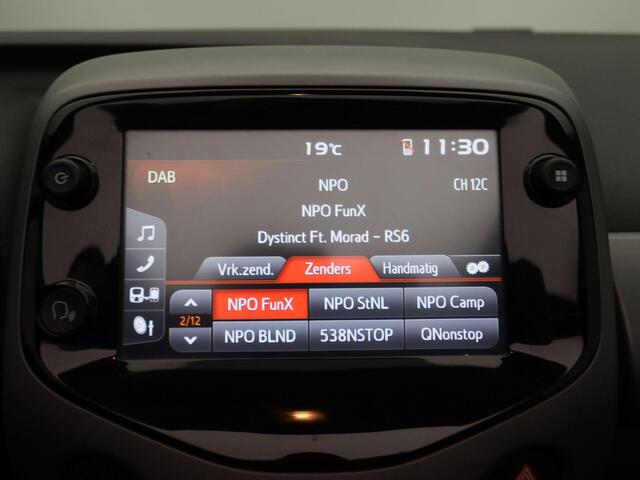 19°C 11:30
DAB NPO CH 12C
NPO FunX
Dystinct Ft. Morad - RS6
Vrk.zend. Zenders Handmatig
NPO FunX NPO StNL NPO Camp
2/12
NPO BLND 538NSTOP QNonstop